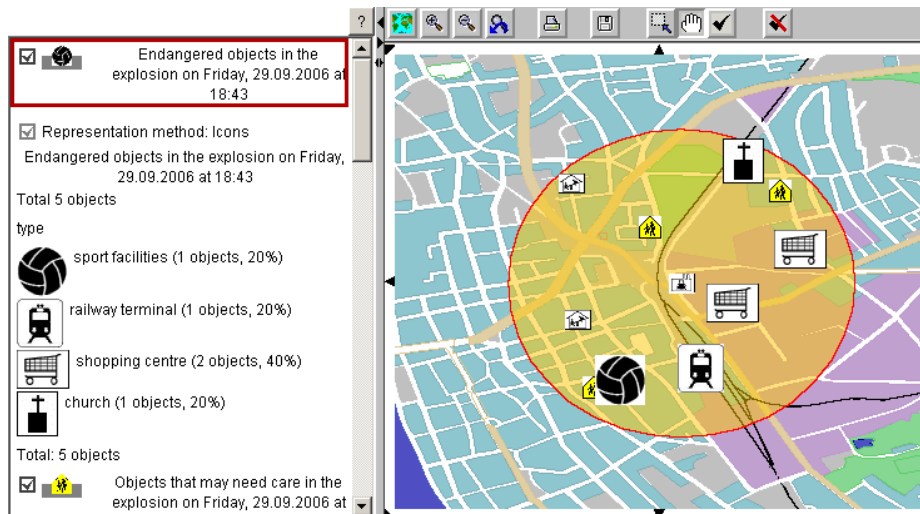 ?
Endangered objects in the
explosion on Friday, 29.09.2006 at
18:43
Representation method: Icons
Endangered objects in the explosion on Friday,
29.09.2006 at 18:43
Total 5 objects
type
sport facilities (1 objects, 20%)
railway terminal (1 objects, 20%)
shopping centre (2 objects, 40%)
church (1 objects, 20%)
Total: 5 objects
Objects that may need care in the
explosion on Friday, 29.09.2006 at